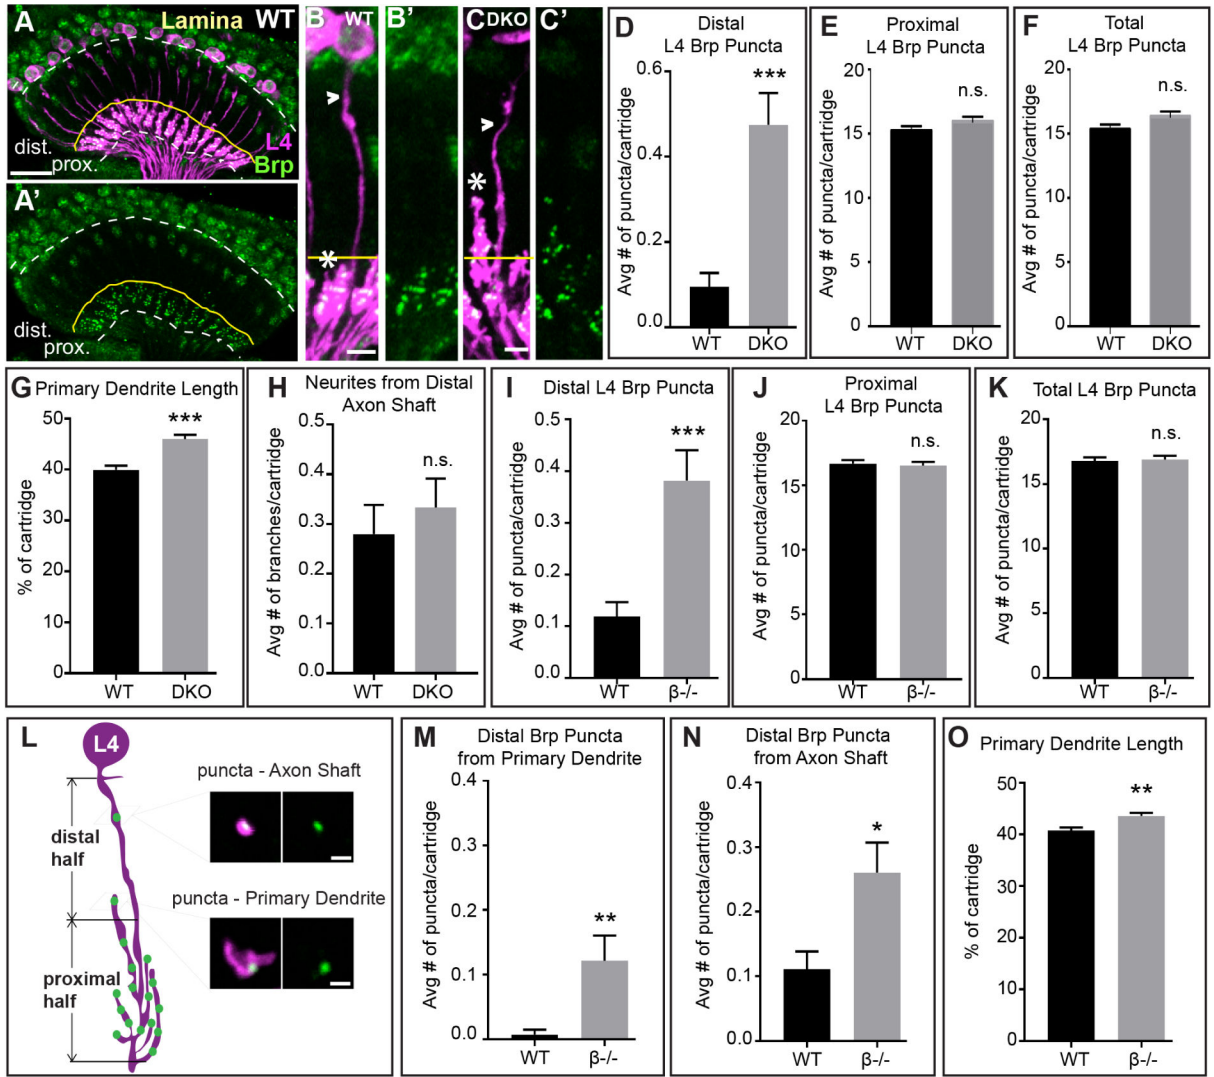 A
Lamina
WT
L4
Brp
dist.
prox.
A'
dist.
prox.
B
WT
>
*
B'
C
DKO
>
*
C'
D
Distal
L4 Brp Puncta
Avg # of puncta/cartridge
0.6
0.4
0.2
0.0
***
WT
DKO
E
Proximal
L4 Brp Puncta
Avg # of puncta/cartridge
20
15
10
5
0
n.s.
WT
DKO
F
Total
L4 Brp Puncta
Avg # of puncta/cartridge
20
15
10
5
0
n.s.
WT
DKO
G
Primary Dendrite Length
% of cartridge
50
40
30
20
10
0
***
WT
DKO
H
Neurites from Distal
Axon Shaft
Avg # of branches/cartridge
0.5
0.4
0.3
0.2
0.1
0.0
n.s.
WT
DKO
I
Distal L4 Brp Puncta
Avg # of puncta/cartridge
0.5
0.4
0.3
0.2
0.1
0.0
***
WT
β-/-
J
Proximal
L4 Brp Puncta
Avg # of puncta/cartridge
20
15
10
5
0
n.s.
WT
β-/-
K
Total L4 Brp Puncta
Avg # of puncta/cartridge
20
15
10
5
0
n.s.
WT
β-/-
L
L4
puncta - Axon Shaft
distal
half
puncta - Primary Dendrite
proximal
half
M
Distal Brp Puncta
from Primary Dendrite
Avg # of puncta/cartridge
0.4
0.3
0.2
0.1
0.0
**
WT
β-/-
N
Distal Brp Puncta
from Axon Shaft
Avg # of puncta/cartridge
0.4
0.3
0.2
0.1
0.0
*
WT
β-/-
O
Primary Dendrite Length
% of cartridge
50
40
30
20
10
0
**
WT
β-/-